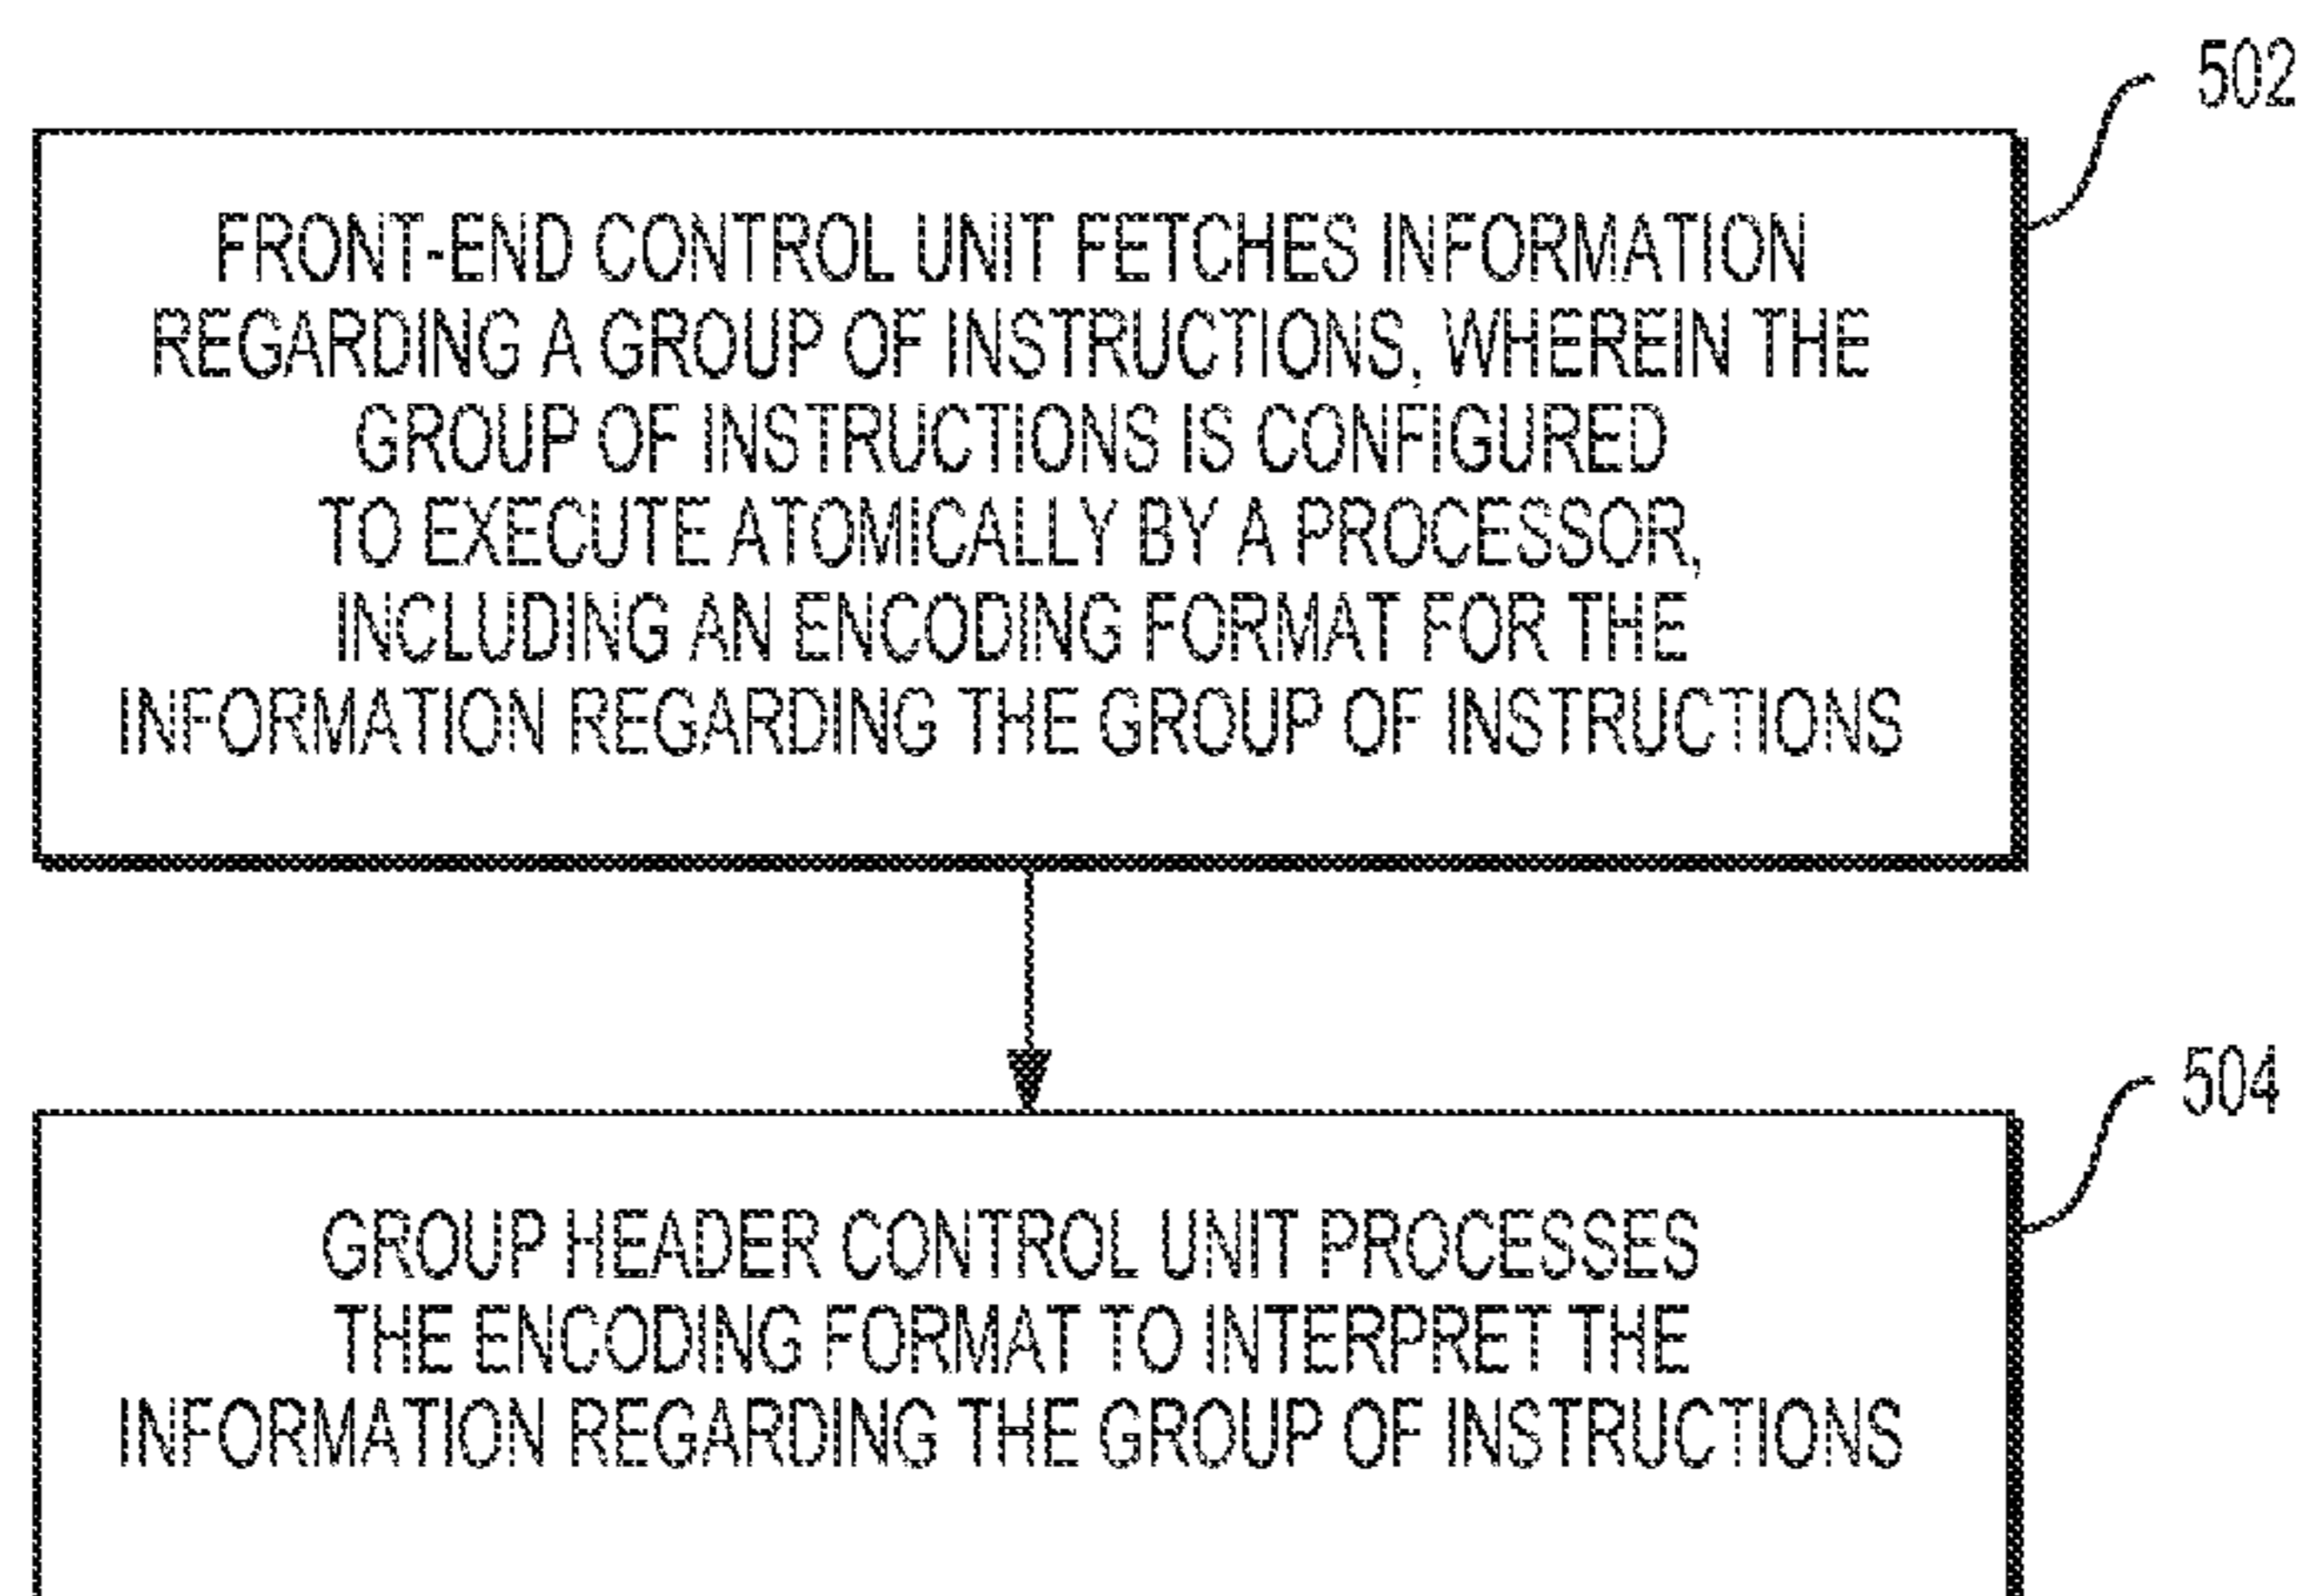 502
FRONT-END CONTROL UNIT FETCHES INFORMATION
REGARDING A GROUP OF INSTRUCTIONS, WHEREIN THE
GROUP OF INSTRUCTIONS IS CONFIGURED
TO EXECUTE ATOMICALLY BY A PROCESSOR,
INCLUDING AN ENCODING FORMAT FOR THE
INFORMATION REGARDING THE GROUP OF INSTRUCTIONS
504
GROUP HEADER CONTROL UNIT PROCESSES
THE ENCODING FORMAT TO INTERPRET THE
INFORMATION REGARDING THE GROUP OF INSTRUCTIONS